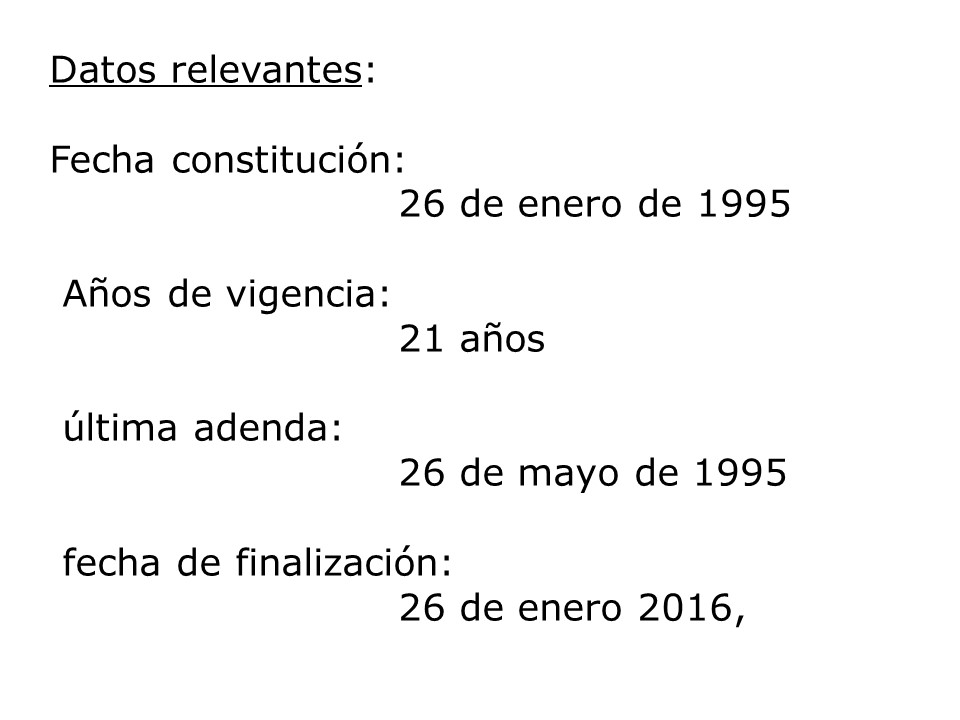 Datos relevantes:
Fecha constitución:
26 de enero de 1995
Años de vigencia:
21 años
última adenda:
26 de mayo de 1995
fecha de finalización:
26 de enero 2016,